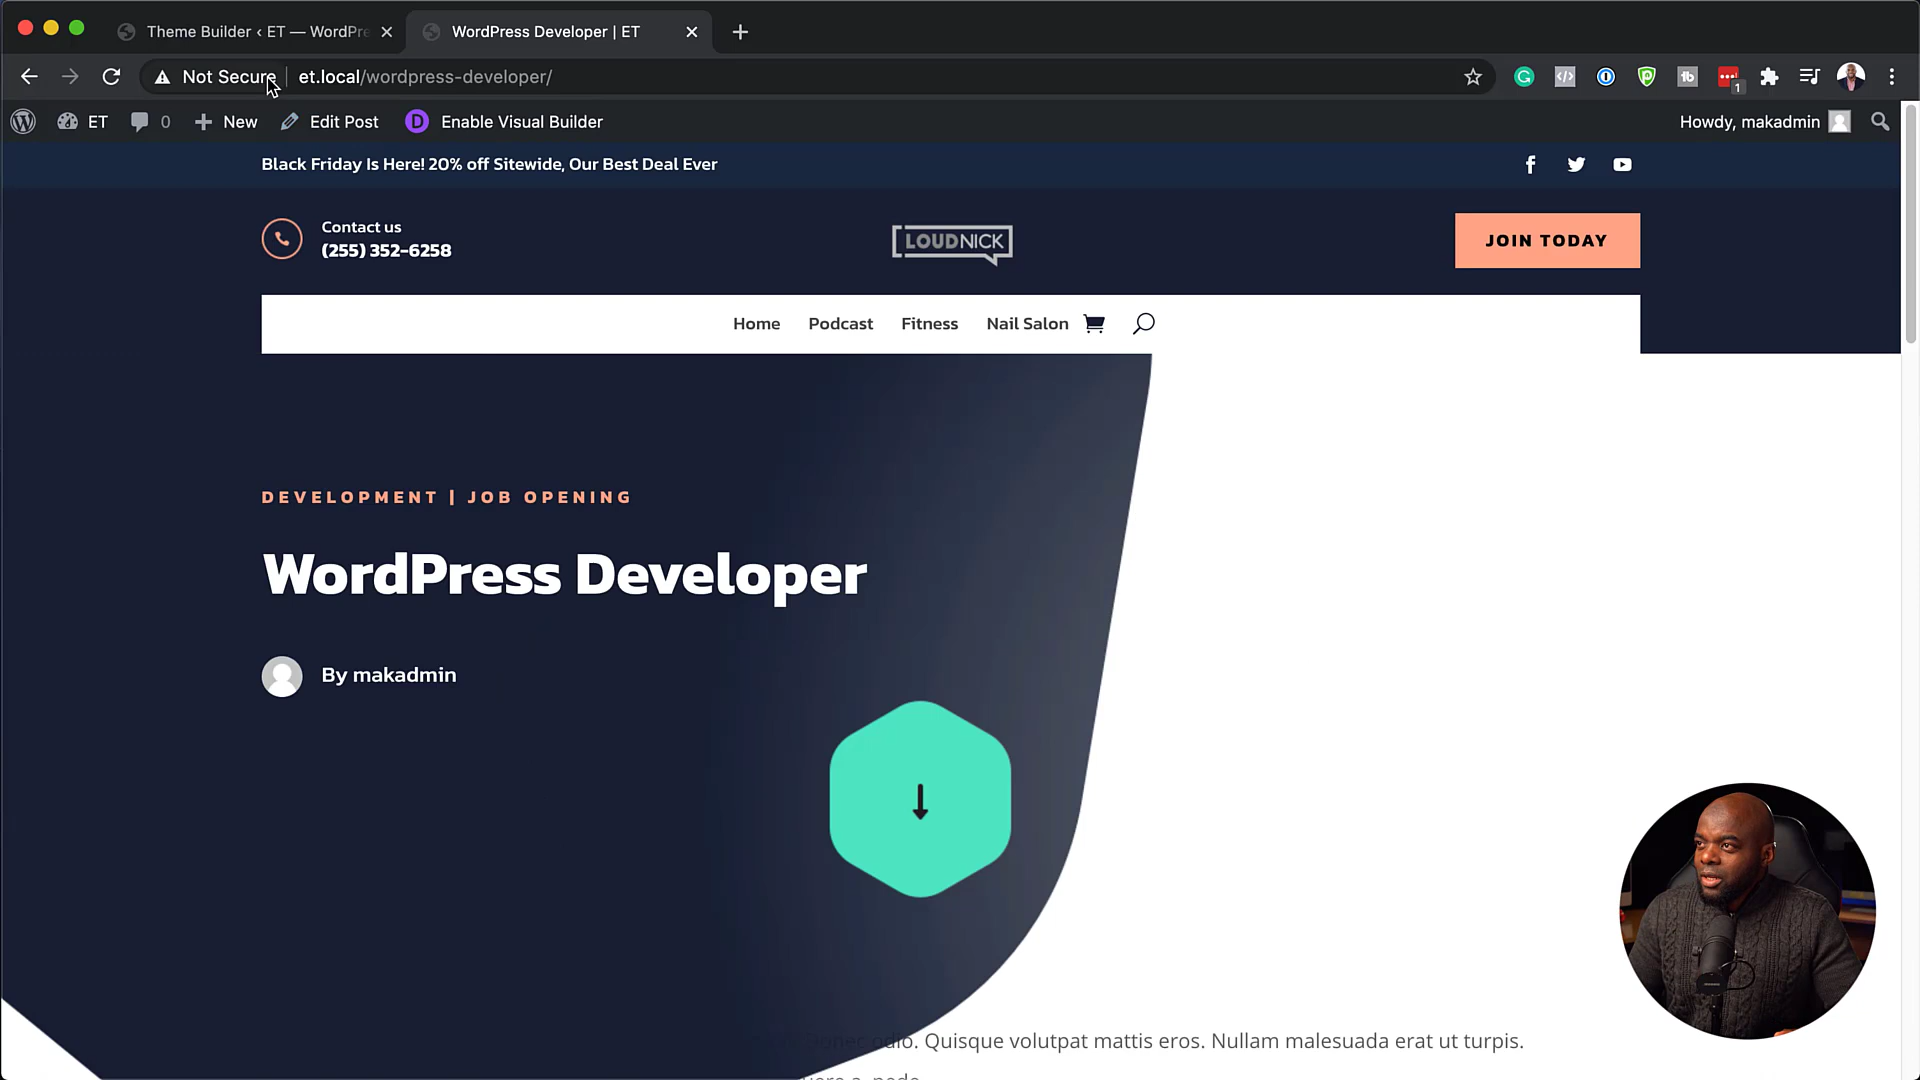 Theme Builder ‹ ET — WordPre
WordPress Developer | ET
Not Secure
et.local/wordpress-developer/
1
ET
0
New
Edit Post
D
Enable Visual Builder
Howdy, makadmin
Black Friday Is Here! 20% off Sitewide, Our Best Deal Ever
Contact us
(255) 352-6258
LOUDNICK
JOIN TODAY
Home
Podcast
Fitness
Nail Salon
DEVELOPMENT | JOB OPENING
WordPress Developer
By makadmin
odio. Quisque volutpat mattis eros. Nullam malesuada erat ut turpis.
a, pede